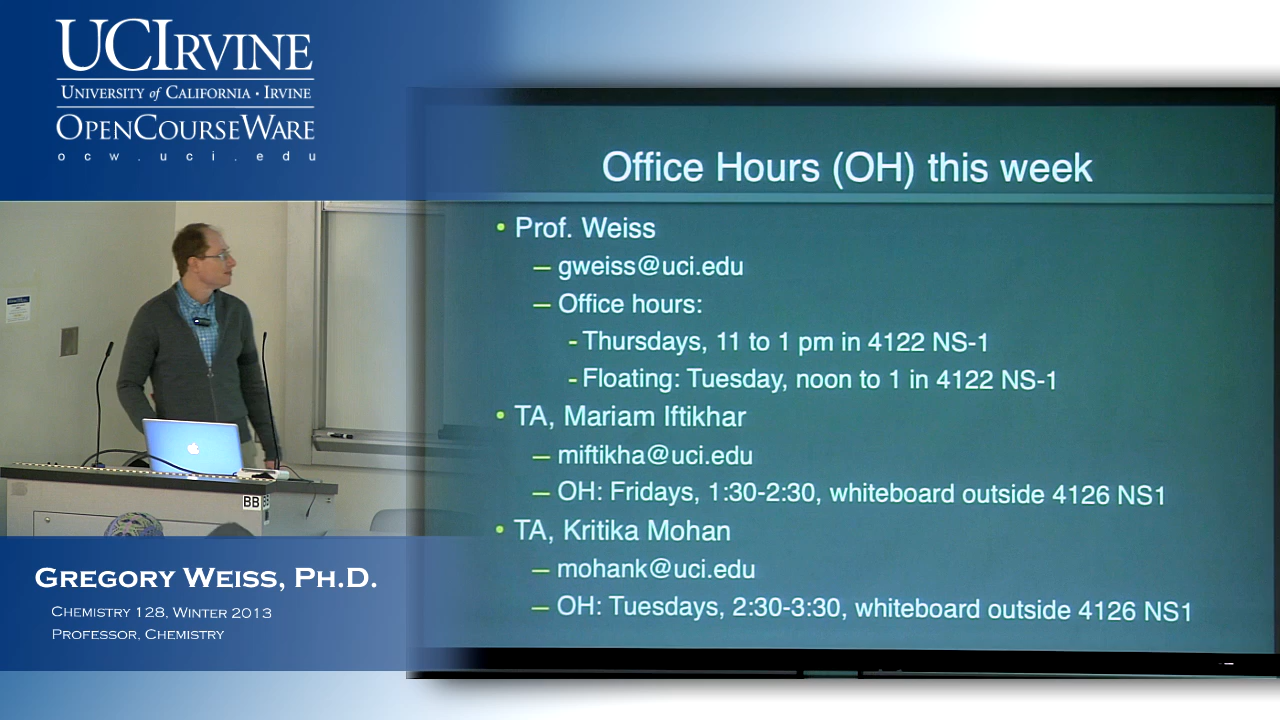 UCIRVINE
UNIVERSITY of CALIFORNIA • IRVINE
OPENCOURSEWARE
ocw.uci.edu
Office Hours (OH) this week
• Prof. Weiss
– gweiss@uci.edu
– Office hours:
- Thursdays, 11 to 1 pm in 4122 NS-1
- Floating: Tuesday, noon to 1 in 4122 NS-1
• TA, Mariam Iftikhar
– miftikha@uci.edu
– OH: Fridays, 1:30-2:30, whiteboard outside 4126 NS1
• TA, Kritika Mohan
– mohank@uci.edu
– OH: Tuesdays, 2:30-3:30, whiteboard outside 4126 NS1
BB
GREGORY WEISS, PH.D.
CHEMISTRY 128, WINTER 2013
PROFESSOR, CHEMISTRY